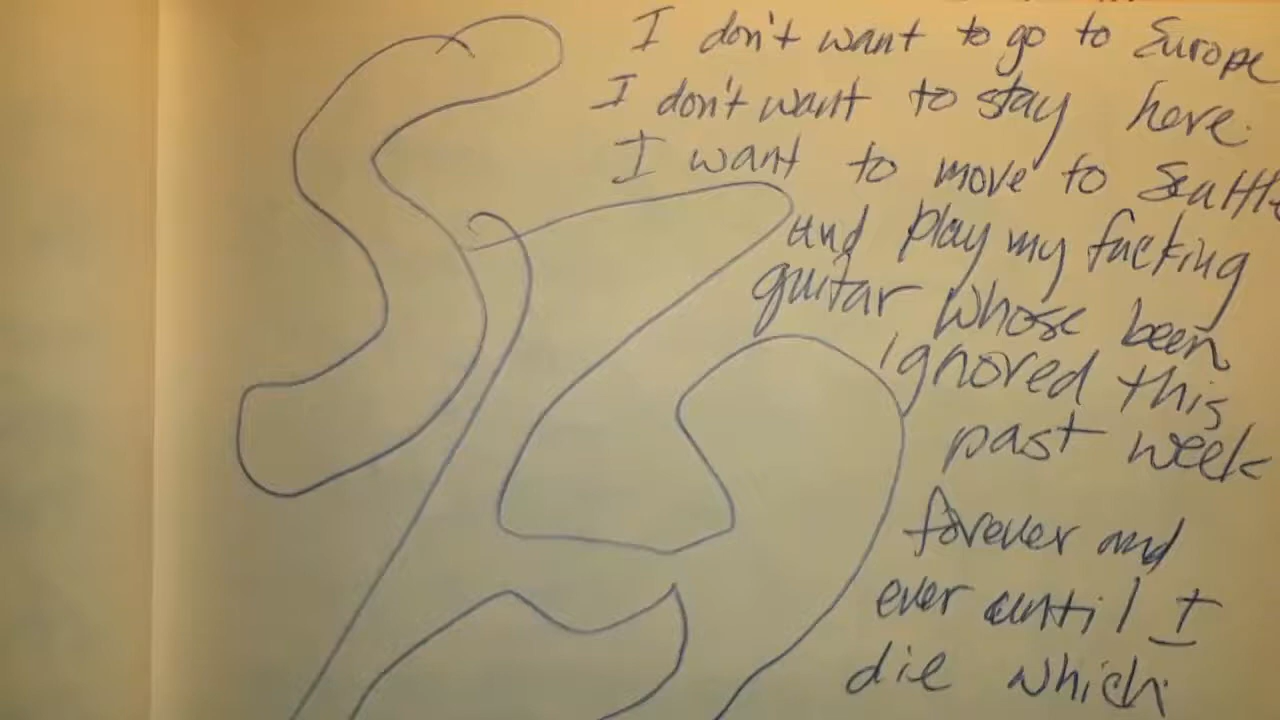 I don't want to go to Europe
I don't want to stay here.
I want to move to Seattle
and play my fucking
guitar whose been
ignored this
past week
forever and
ever until I
die which